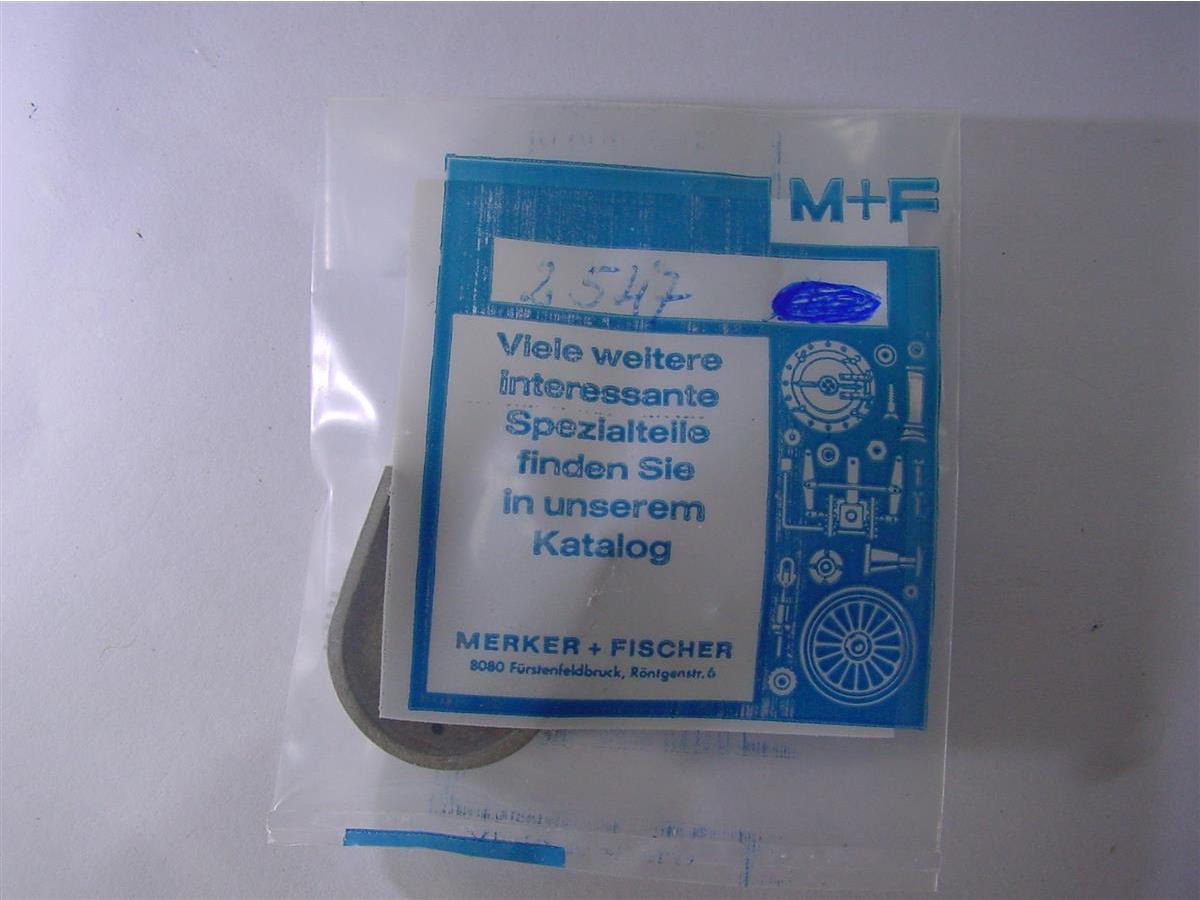 M+F
2547
Viele weitere
interessante
Spezialteile
finden Sie
in unserem
Katalog
MERKER + FISCHER
8080 Fürstenfeldbruck, Röntgenstr. 6